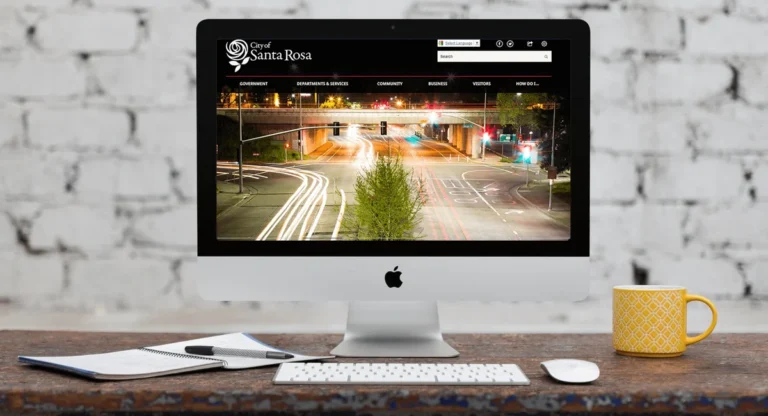 City of
Santa Rosa
Select Language
Search
GOVERNMENT DEPARTMENTS & SERVICES COMMUNITY BUSINESS VISITORS HOW DO I...